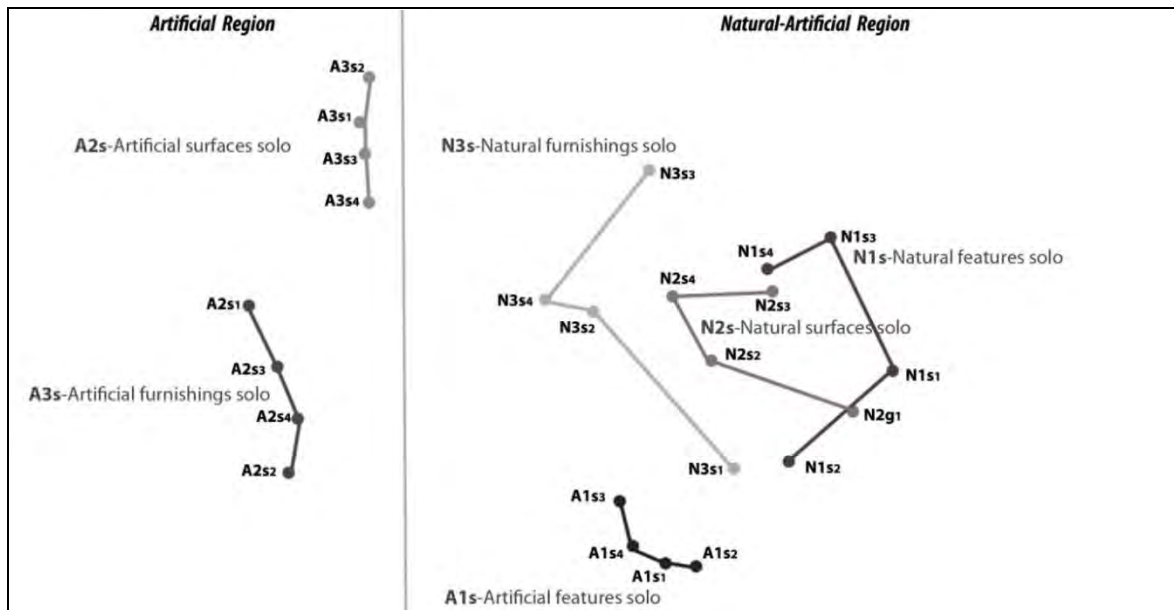 Artificial Region
A3s2
A3s1
A2s-Artificial surfaces solo
A3s3
A3s4
A2s1
A2s3
A3s-Artificial furnishings solo
A2s4
A2s2
Natural-Artificial Region
N3s-Natural furnishings solo
N3s3
N1s3
N1s4
N1s-Natural features solo
N2s4
N2s3
N3s4
N3s2
N2s-Natural surfaces solo
N2s2
N1s1
N2g1
N1s2
N3s1
A1s3
A1s4
A1s2
A1s1
A1s-Artificial features solo